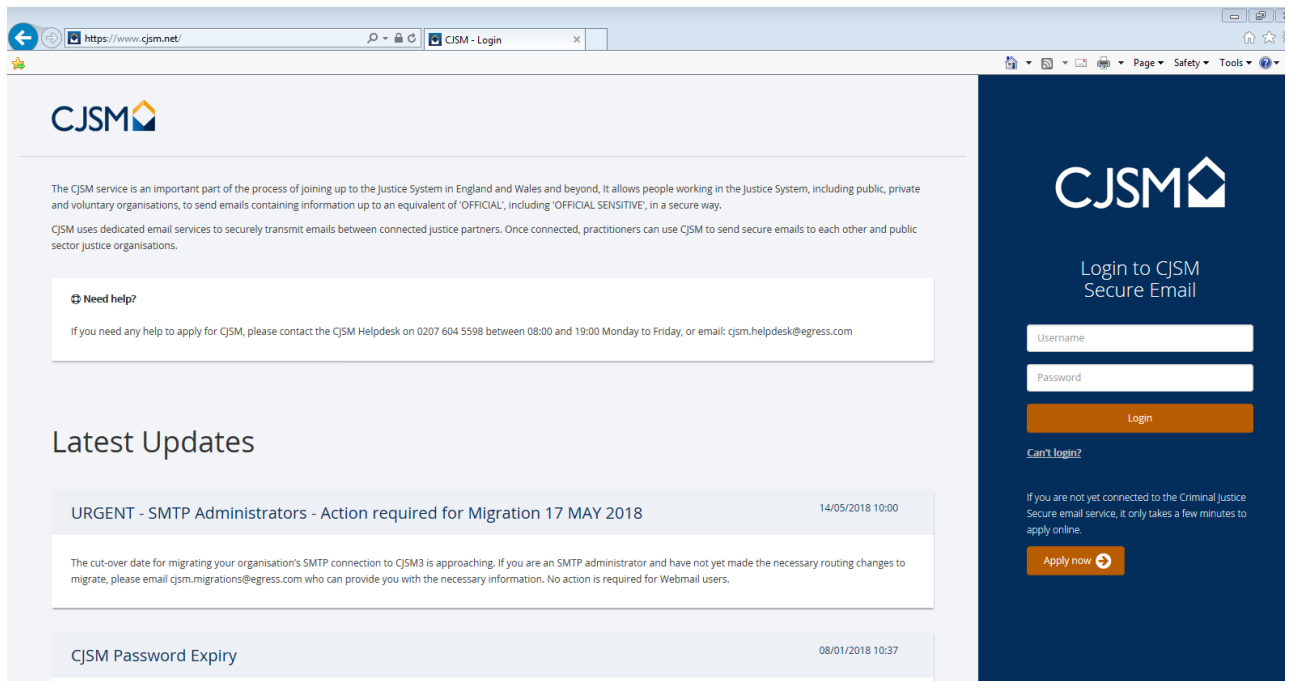 https://www.cjsm.net/
CJSM - Login
Page
Safety
Tools
CJSM
The CJSM service is an important part of the process of joining up to the Justice System in England and Wales and beyond, It allows people working in the Justice System, including public, private
and voluntary organisations, to send emails containing information up to an equivalent of 'OFFICIAL', including 'OFFICIAL SENSITIVE', in a secure way.
CJSM uses dedicated email services to securely transmit emails between connected justice partners. Once connected, practitioners can use CJSM to send secure emails to each other and public
sector justice organisations.
Need help?
If you need any help to apply for CJSM, please contact the CJSM Helpdesk on 0207 604 5598 between 08:00 and 19:00 Monday to Friday, or email: cjsm.helpdesk@egress.com
Latest Updates
URGENT - SMTP Administrators - Action required for Migration 17 MAY 2018
14/05/2018 10:00
The cut-over date for migrating your organisation's SMTP connection to CJSM3 is approaching. If you are an SMTP administrator and have not yet made the necessary routing changes to
migrate, please email cjsm.migrations@egress.com who can provide you with the necessary information. No action is required for Webmail users.
CJSM Password Expiry
08/01/2018 10:37
CJSM
Login to CJSM
Secure Email
Username
Password
Login
Can't login?
If you are not yet connected to the Criminal Justice
Secure email service, it only takes a few minutes to
apply online.
Apply now